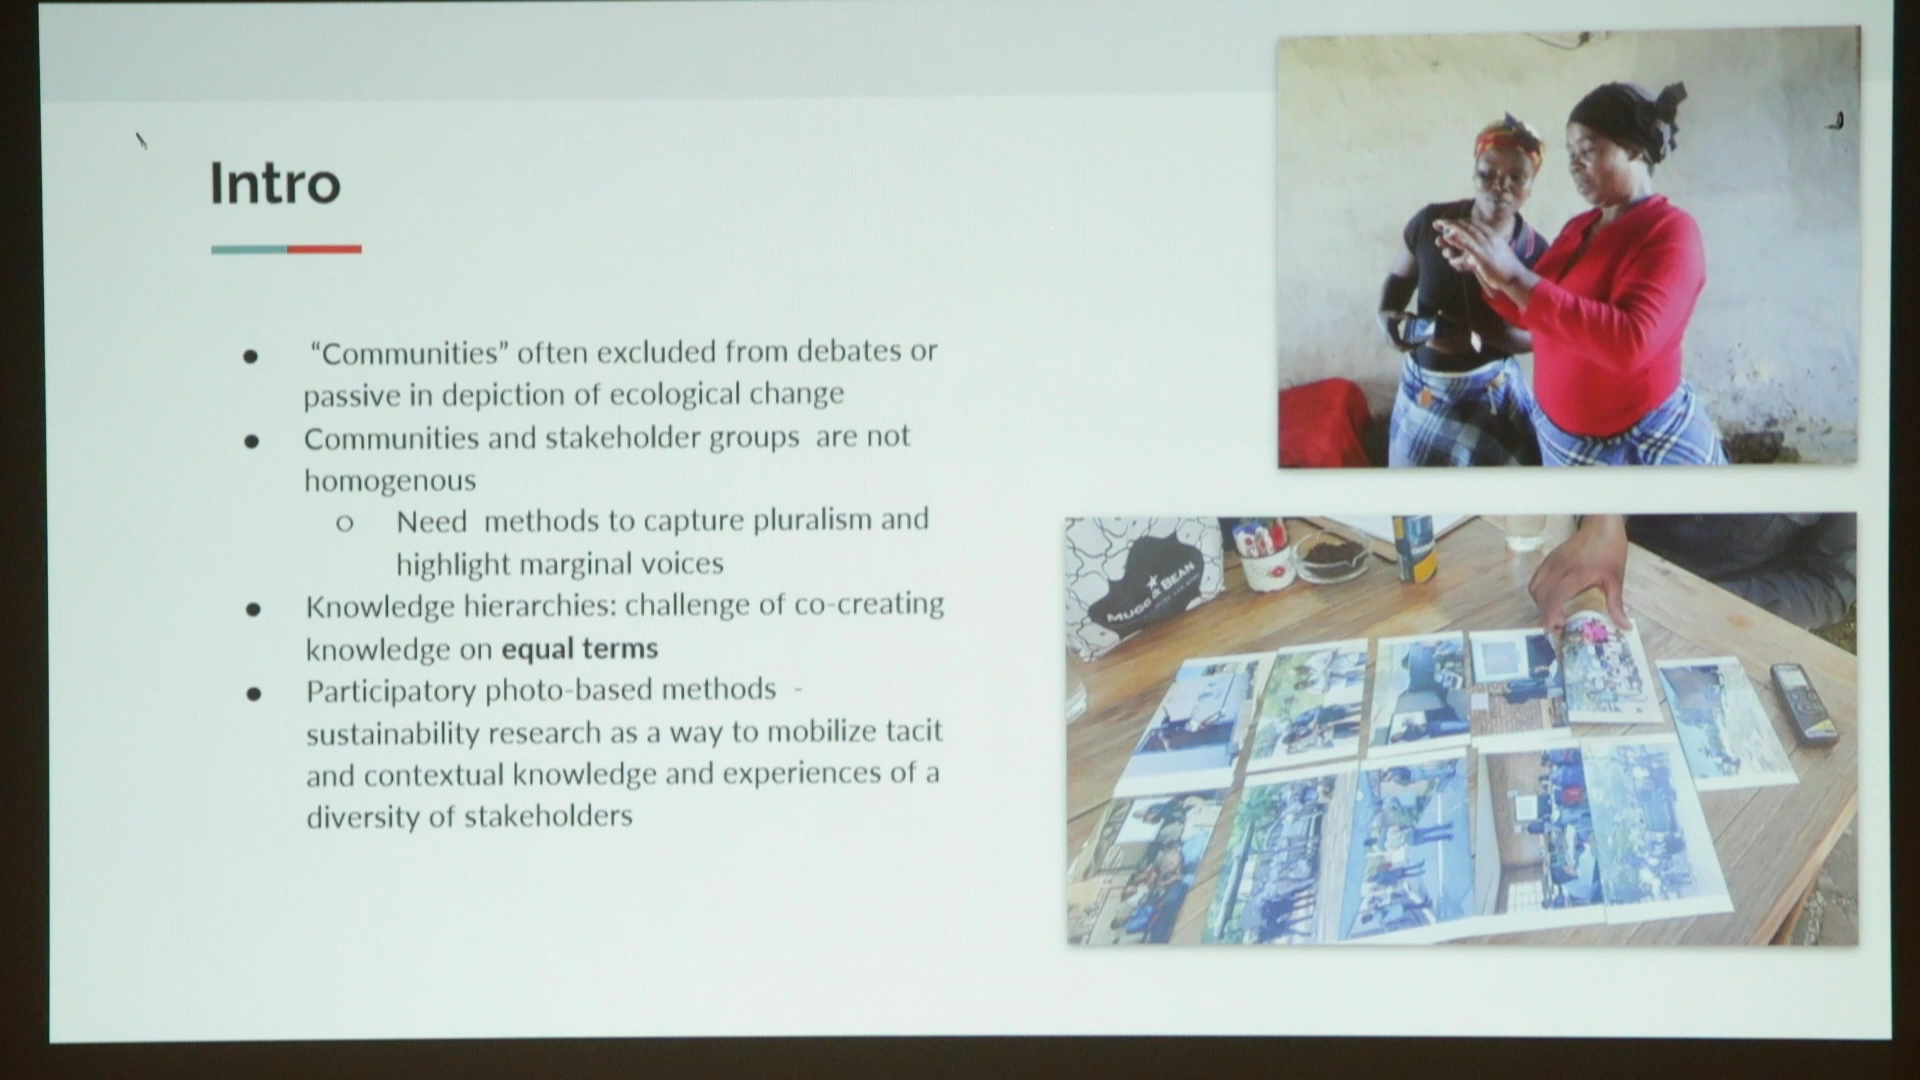 Intro
● “Communities” often excluded from debates or
passive in depiction of ecological change
● Communities and stakeholder groups are not
homogenous
○ Need methods to capture pluralism and
highlight marginal voices
● Knowledge hierarchies: challenge of co-creating
knowledge on equal terms
● Participatory photo-based methods -
sustainability research as a way to mobilize tacit
and contextual knowledge and experiences of a
diversity of stakeholders
MUGG & BEAN